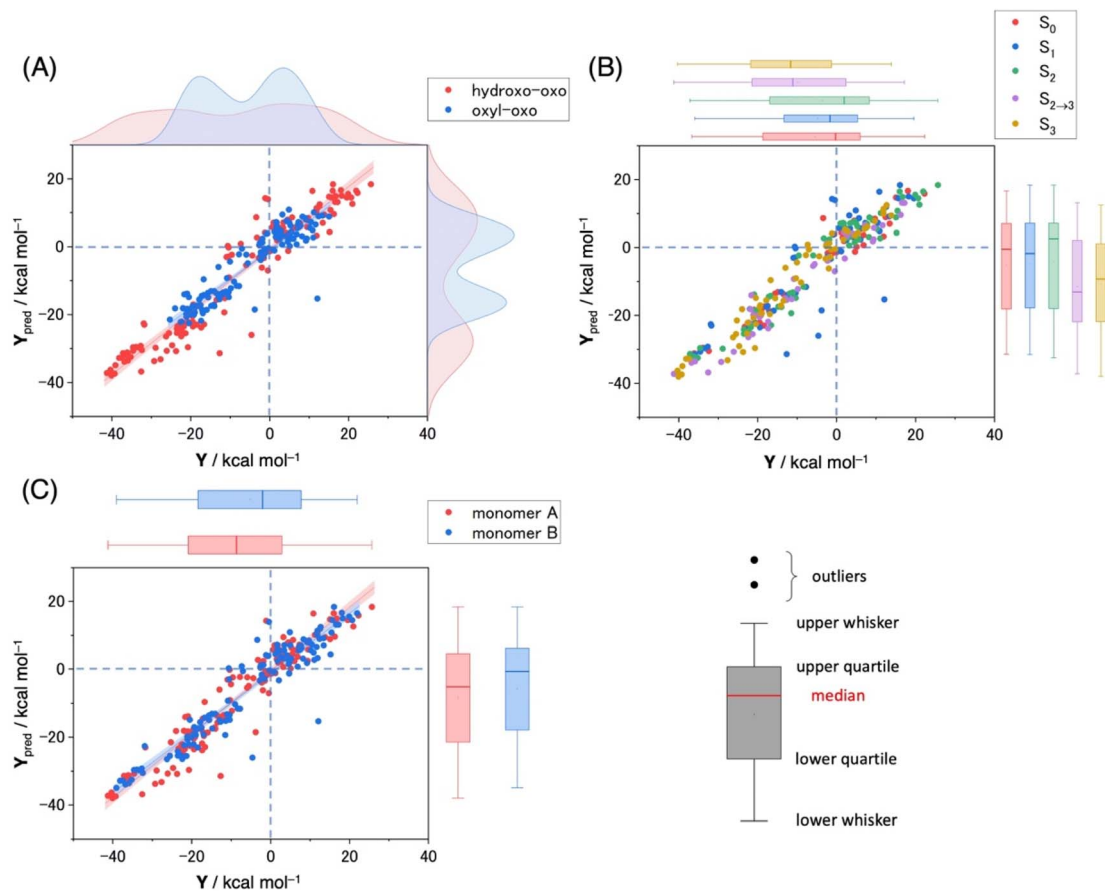 (A)
hydroxo-oxo
oxyl-oxo
20
0
−20
−40
Y_pred / kcal mol⁻¹
−40 −20 0 20 40
Y / kcal mol⁻¹
(B)
S₀
S₁
S₂
S₂→₃
S₃
20
0
−20
−40
Y_pred / kcal mol⁻¹
−40 −20 0 20 40
Y / kcal mol⁻¹
(C)
monomer A
monomer B
20
0
−20
−40
Y_pred / kcal mol⁻¹
−40 −20 0 20 40
Y / kcal mol⁻¹
outliers
upper whisker
upper quartile
median
lower quartile
lower whisker